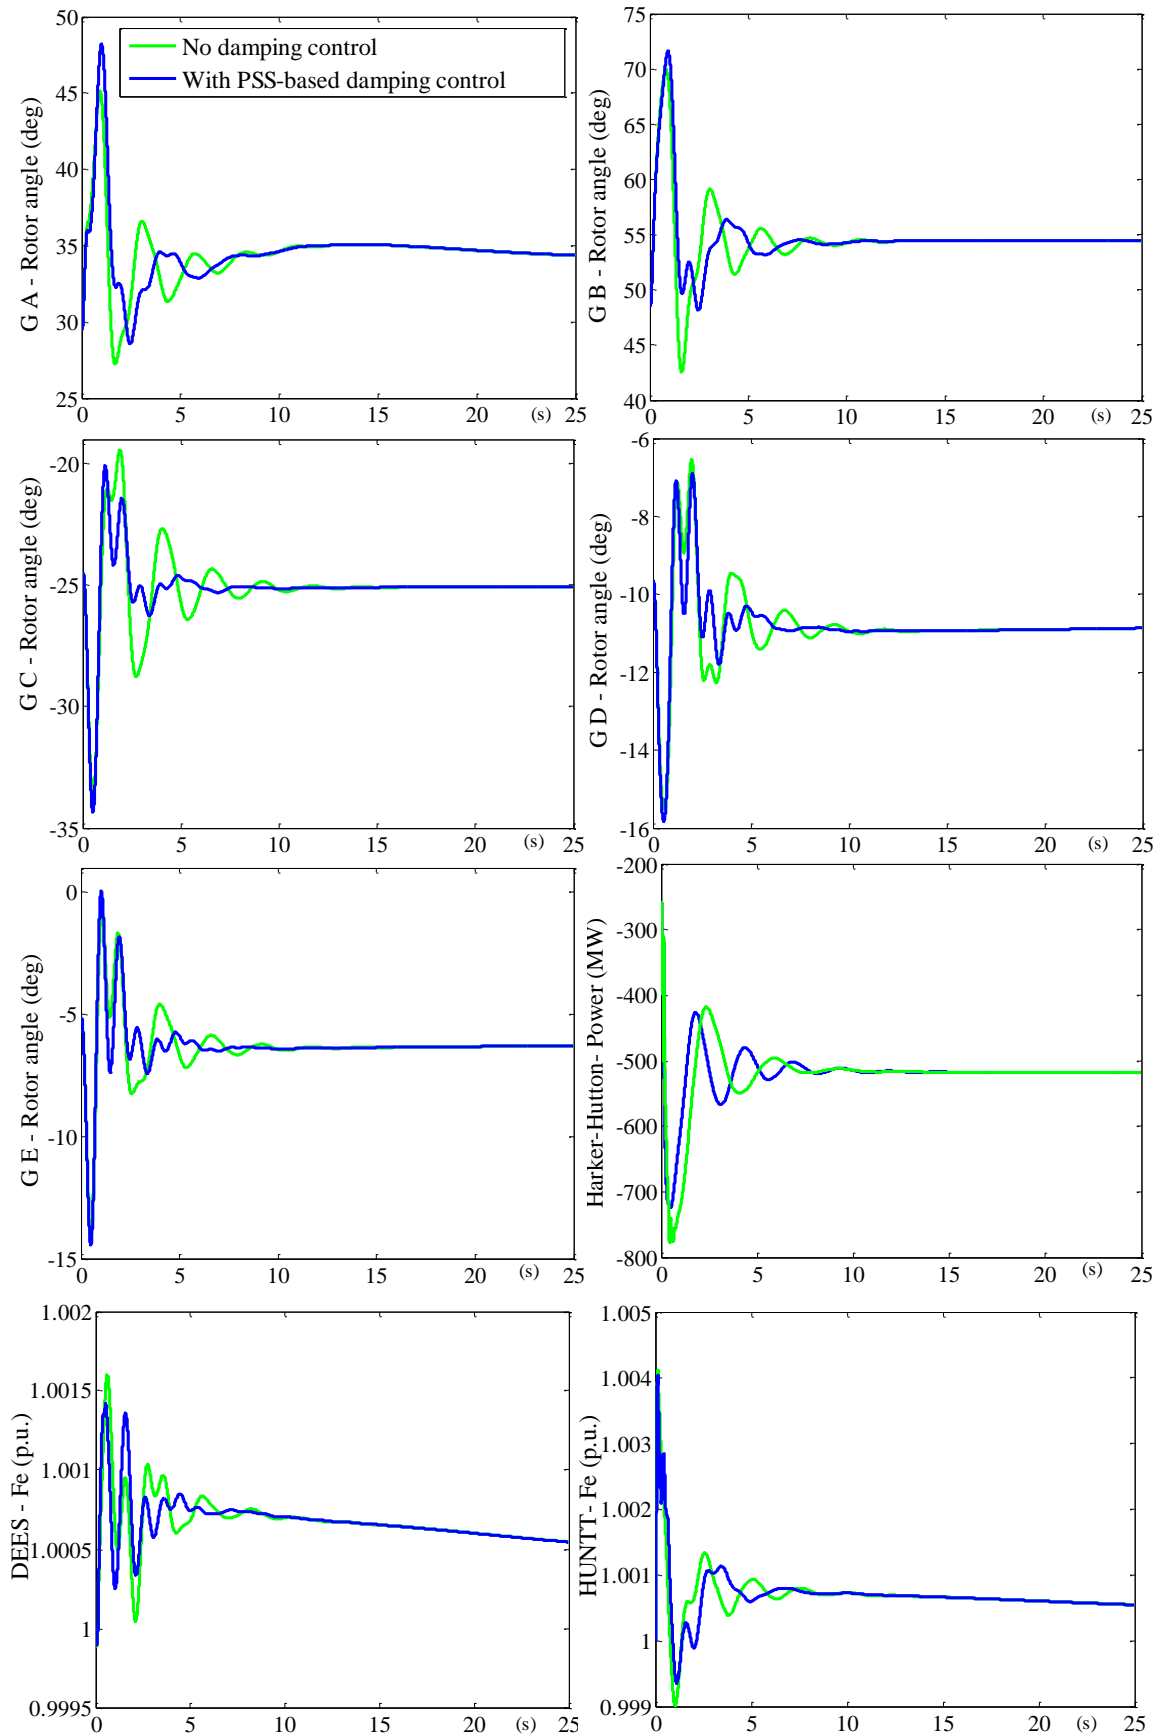 No damping control
With PSS-based damping control
G A - Rotor angle (deg)
50
45
40
35
30
25
0 5 10 15 20 (s) 25
G B - Rotor angle (deg)
75
70
65
60
55
50
45
40
0 5 10 15 20 (s) 25
G C - Rotor angle (deg)
-20
-25
-30
-35
0 5 10 15 20 (s) 25
G D - Rotor angle (deg)
-6
-8
-10
-12
-14
-16
0 5 10 15 20 (s) 25
G E - Rotor angle (deg)
0
-5
-10
-15
0 5 10 15 20 (s) 25
Harker-Hutton- Power (MW)
-200
-300
-400
-500
-600
-700
-800
0 5 10 15 20 (s) 25
DEES - Fe (p.u.)
1.002
1.0015
1.001
1.0005
1
0.9995
0 5 10 15 20 (s) 25
HUNTT- Fe (p.u.)
1.005
1.004
1.003
1.002
1.001
1
0.999
0 5 10 15 20 (s) 25